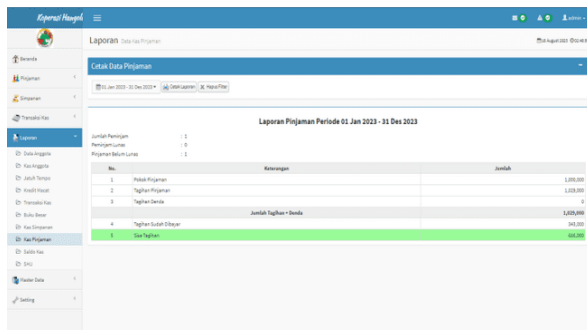 Koperasi Hangol
Laporan Data Kas Pinjaman
Beranda
Pinjaman
Simpanan
Transaksi Kas
Laporan
Data Anggota
Kas Anggota
Jatuh Tempo
Kredit Macet
Transaksi Kas
Buku Besar
Kas Simpanan
Kas Pinjaman
Saldo Kas
SHU
Master Data
Setting
Cetak Data Pinjaman
01 Jan 2023 - 31 Des 2023
Cetak Laporan
Hapus Filter
Laporan Pinjaman Periode 01 Jan 2023 - 31 Des 2023
Jumlah Peminjam : 1
Peminjam Lunas : 0
Pinjaman Belum Lunas : 1
No. Keterangan Jumlah
1 Pokok Pinjaman 1,000,000
2 Tagihan Pinjaman 1,029,000
3 Tagihan Denda 0
Jumlah Tagihan + Denda 1,029,000
4 Tagihan Sudah Dibayar 343,000
5 Sisa Tagihan 686,000